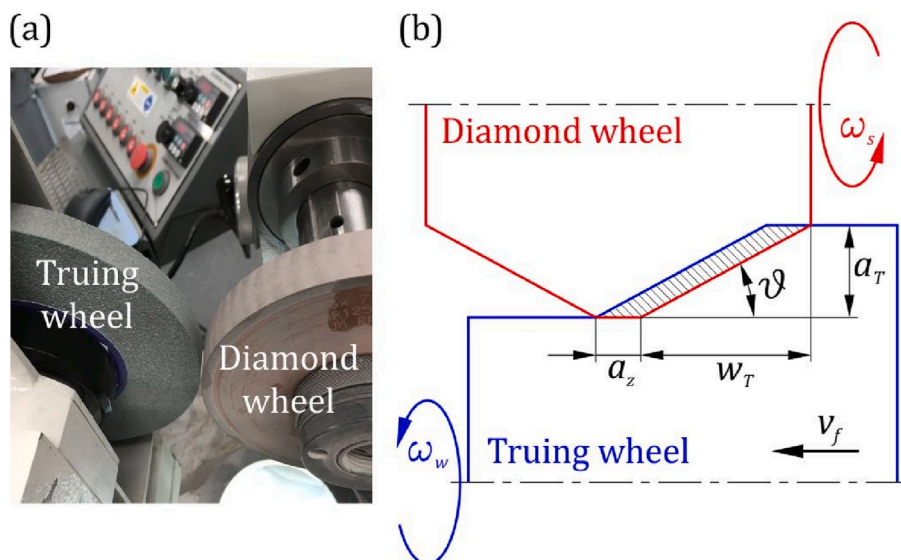 (a)
Truing
wheel
Diamond
wheel
(b)
Diamond wheel
ω_s
a_T
ϑ
a_z
w_T
ω_w
Truing wheel
v_f